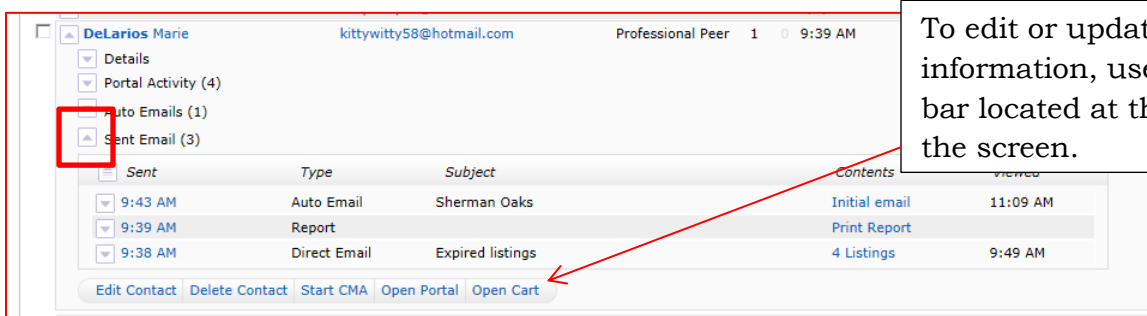 DeLarios Marie kittywitty58@hotmail.com Professional Peer 1 0 9:39 AM
Details
Portal Activity (4)
Auto Emails (1)
Sent Email (3)
Sent Type Subject Contents Viewed
9:43 AM Auto Email Sherman Oaks Initial email 11:09 AM
9:39 AM Report Print Report
9:38 AM Direct Email Expired listings 4 Listings 9:49 AM
Edit Contact Delete Contact Start CMA Open Portal Open Cart
To edit or updat
information, use
bar located at th
the screen.